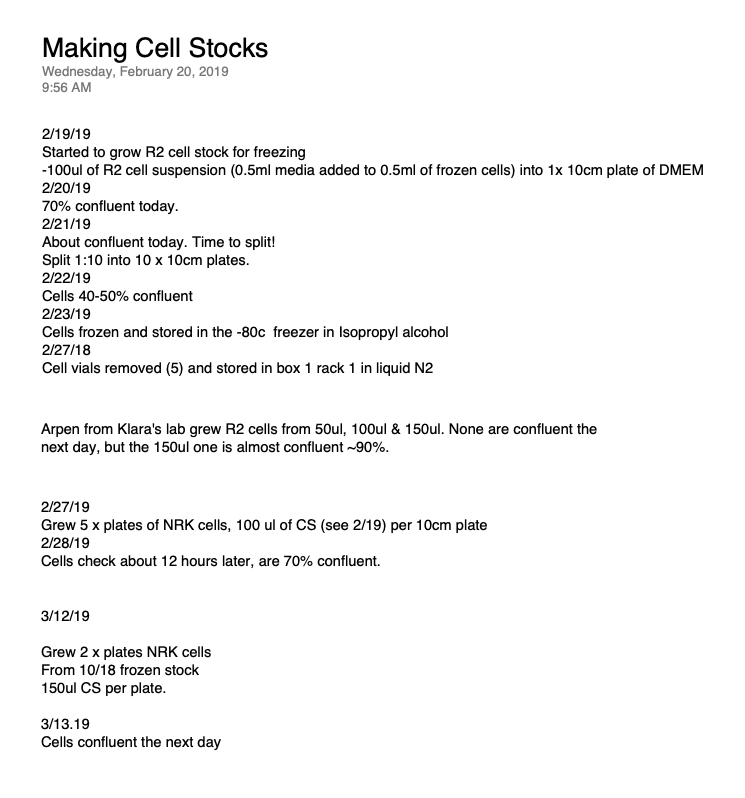 Making Cell Stocks
Wednesday, February 20, 2019
9:56 AM
2/19/19
Started to grow R2 cell stock for freezing
-100ul of R2 cell suspension (0.5ml media added to 0.5ml of frozen cells) into 1x 10cm plate of DMEM
2/20/19
70% confluent today.
2/21/19
About confluent today. Time to split!
Split 1:10 into 10 x 10cm plates.
2/22/19
Cells 40-50% confluent
2/23/19
Cells frozen and stored in the -80c  freezer in Isopropyl alcohol
2/27/18
Cell vials removed (5) and stored in box 1 rack 1 in liquid N2
Arpen from Klara's lab grew R2 cells from 50ul, 100ul & 150ul. None are confluent the
next day, but the 150ul one is almost confluent ~90%.
2/27/19
Grew 5 x plates of NRK cells, 100 ul of CS (see 2/19) per 10cm plate
2/28/19
Cells check about 12 hours later, are 70% confluent.
3/12/19
Grew 2 x plates NRK cells
From 10/18 frozen stock
150ul CS per plate.
3/13.19
Cells confluent the next day